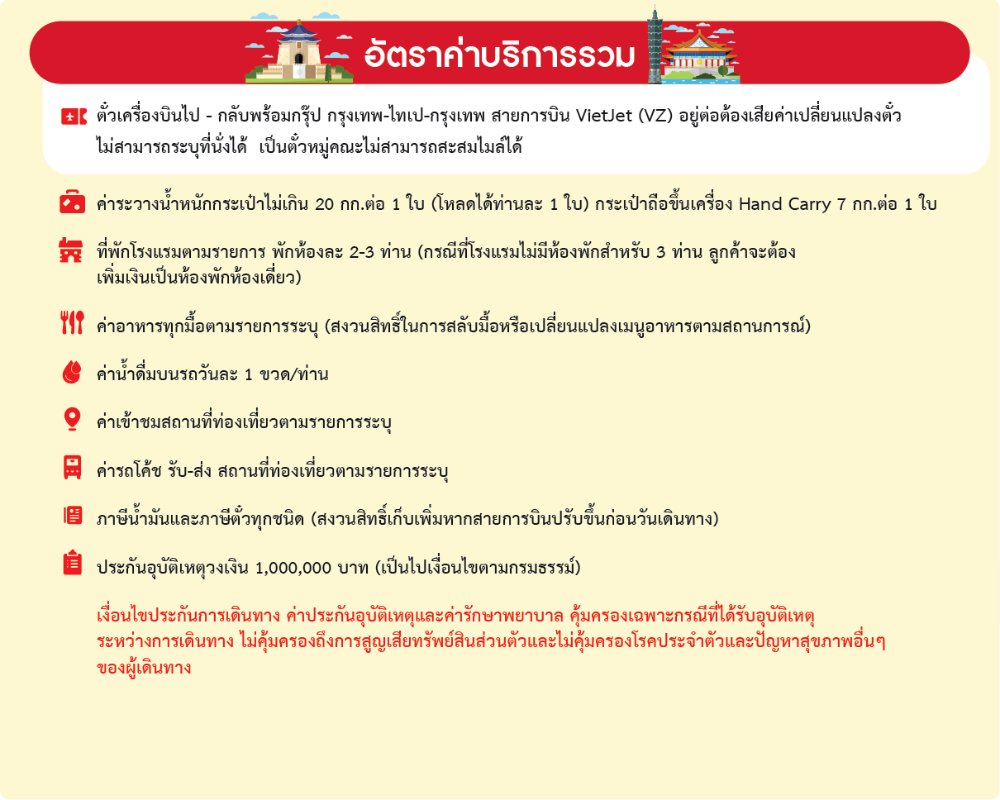 อัตราค่าบริการรวม
ตั๋วเครื่องบินไป - กลับพร้อมกรุ๊ป กรุงเทพ-ไทเป-กรุงเทพ สายการบิน VietJet (VZ) อยู่ต่อต้องเสียค่าเปลี่ยนแปลงตั๋ว
ไม่สามารถระบุที่นั่งได้ เป็นตั๋วหมู่คณะไม่สามารถสะสมไมล์ได้
ค่าระวางน้ำหนักกระเป๋าไม่เกิน 20 กก.ต่อ 1 ใบ (โหลดได้ท่านละ 1 ใบ) กระเป๋าถือขึ้นเครื่อง Hand Carry 7 กก.ต่อ 1 ใบ
ที่พักโรงแรมตามรายการ พักห้องละ 2-3 ท่าน (กรณีที่โรงแรมไม่มีห้องพักสำหรับ 3 ท่าน ลูกค้าจะต้อง
เพิ่มเงินเป็นห้องพักห้องเดี่ยว)
ค่าอาหารทุกมื้อตามรายการระบุ (สงวนสิทธิ์ในการสลับมื้อหรือเปลี่ยนแปลงเมนูอาหารตามสถานการณ์)
ค่าน้ำดื่มบนรถวันละ 1 ขวด/ท่าน
ค่าเข้าชมสถานที่ท่องเที่ยวตามรายการระบุ
ค่ารถโค้ช รับ-ส่ง สถานที่ท่องเที่ยวตามรายการระบุ
ภาษีน้ำมันและภาษีตั๋วทุกชนิด (สงวนสิทธิ์เก็บเพิ่มหากสายการบินปรับขึ้นก่อนวันเดินทาง)
ประกันอุบัติเหตุวงเงิน 1,000,000 บาท (เป็นไปเงื่อนไขตามกรมธรรม์)
เงื่อนไขประกันการเดินทาง ค่าประกันอุบัติเหตุและค่ารักษาพยาบาล คุ้มครองเฉพาะกรณีที่ได้รับอุบัติเหตุ
ระหว่างการเดินทาง ไม่คุ้มครองถึงการสูญเสียทรัพย์สินส่วนตัวและไม่คุ้มครองโรคประจำตัวและปัญหาสุขภาพอื่นๆ
ของผู้เดินทาง